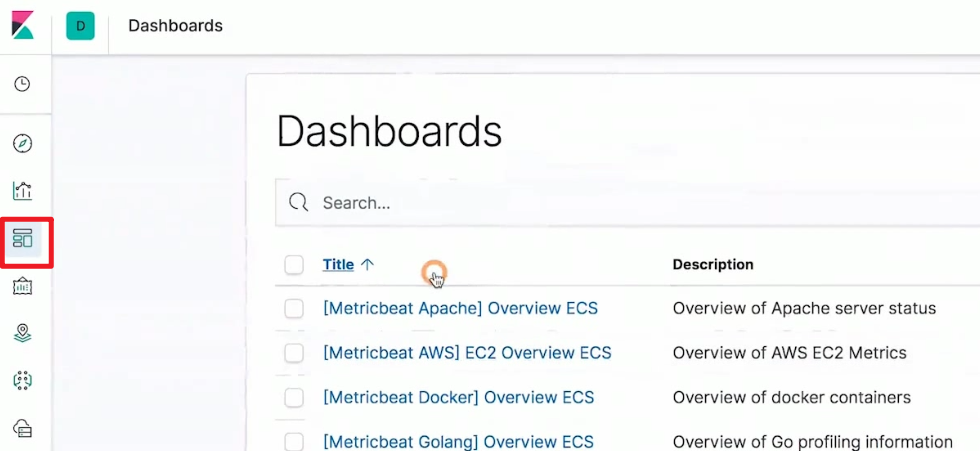 D Dashboards
Dashboards
Search...
Title Description
[Metricbeat Apache] Overview ECS Overview of Apache server status
[Metricbeat AWS] EC2 Overview ECS Overview of AWS EC2 Metrics
[Metricbeat Docker] Overview ECS Overview of docker containers
[Metricbeat Golang] Overview ECS Overview of Go profiling information